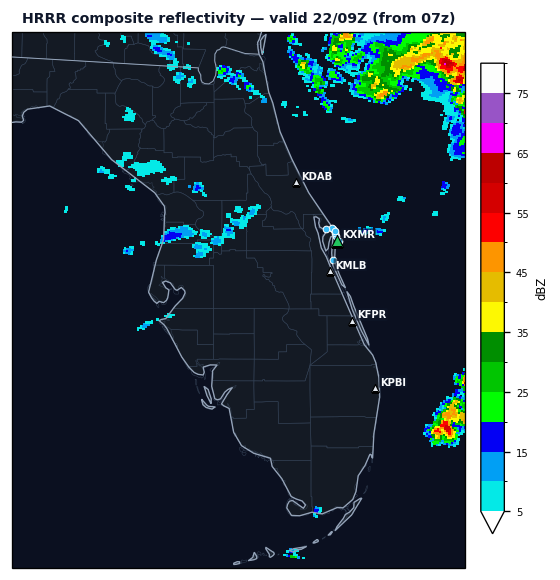 HRRR composite reflectivity — valid 22/09Z (from 07z)
75
65
55
45
35
25
15
5
dBZ
KDAB
KXMR
KMLB
KFPR
KPBI